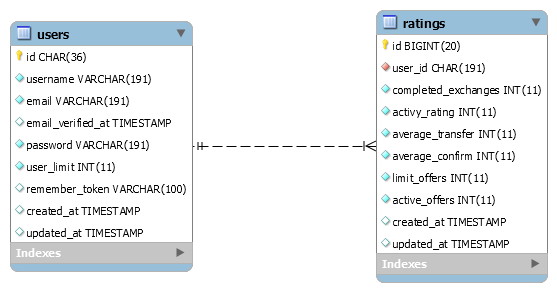 users
id CHAR(36)
username VARCHAR(191)
email VARCHAR(191)
email_verified_at TIMESTAMP
password VARCHAR(191)
user_limit INT(11)
remember_token VARCHAR(100)
created_at TIMESTAMP
updated_at TIMESTAMP
Indexes
ratings
id BIGINT(20)
user_id CHAR(191)
completed_exchanges INT(11)
activy_rating INT(11)
average_transfer INT(11)
average_confirm INT(11)
limit_offers INT(11)
active_offers INT(11)
created_at TIMESTAMP
updated_at TIMESTAMP
Indexes